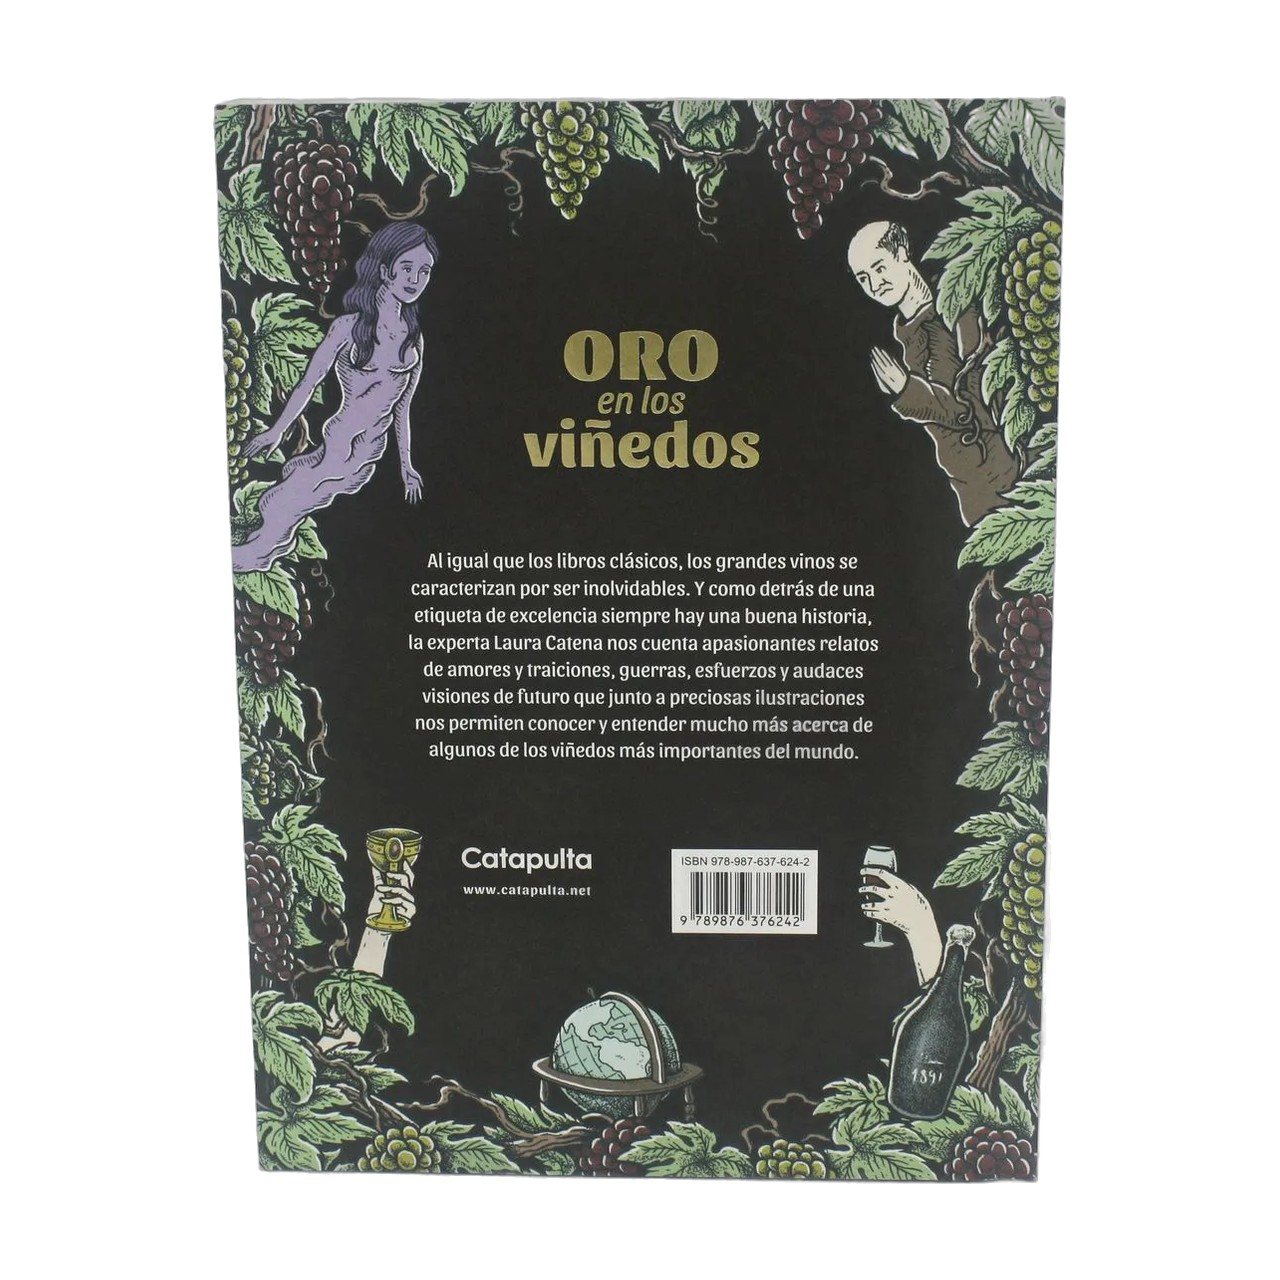 ORO
en los
viñedos
Al igual que los libros clásicos, los grandes vinos se
caracterizan por ser inolvidables. Y como detrás de una
etiqueta de excelencia siempre hay una buena historia,
la experta Laura Catena nos cuenta apasionantes relatos
de amores y traiciones, guerras, esfuerzos y audaces
visiones de futuro que junto a preciosas ilustraciones
nos permiten conocer y entender mucho más acerca de
algunos de los viñedos más importantes del mundo.
Catapulta
www.catapulta.net
ISBN 978-987-637-624-2
9 789876 376242
1891